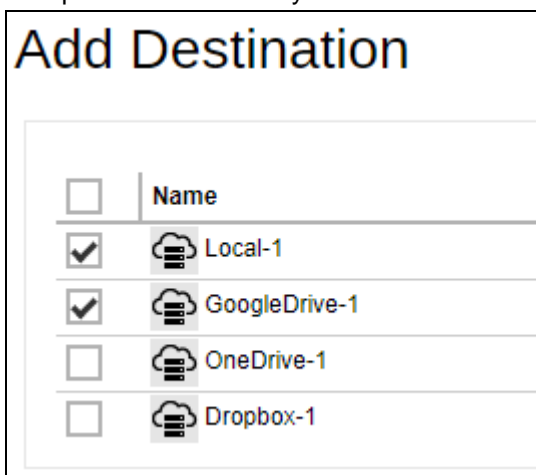 Add Destination
Name
Local-1
GoogleDrive-1
OneDrive-1
Dropbox-1